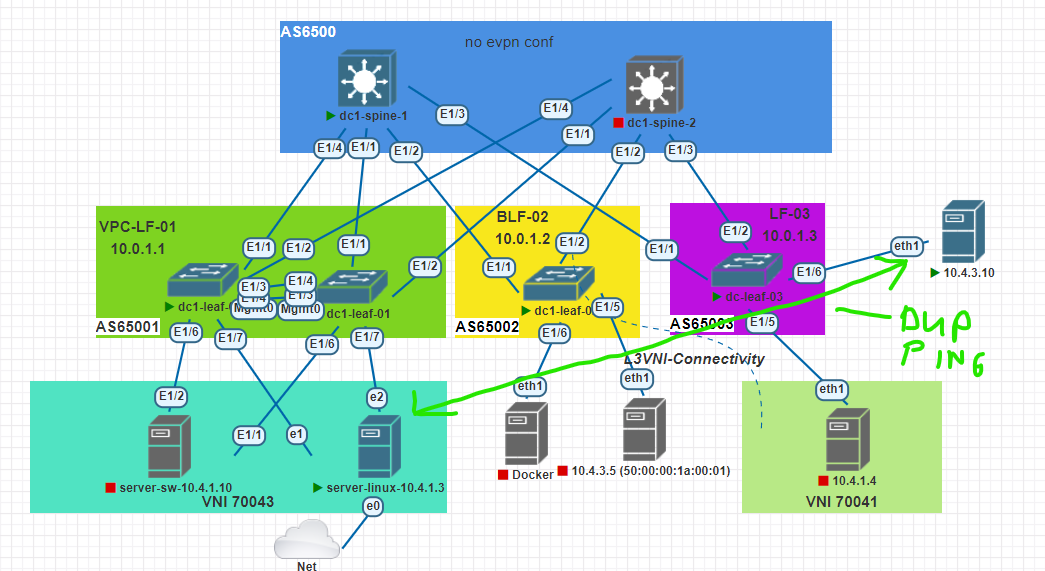 AS6500
no evpn conf
dc1-spine-1
dc1-spine-2
E1/3
E1/4
E1/1
E1/4
E1/1
E1/2
E1/2
E1/3
VPC-LF-01
10.0.1.1
BLF-02
10.0.1.2
LF-03
10.0.1.3
E1/1
E1/2
E1/1
E1/2
E1/1
E1/2
E1/1
E1/2
eth1
E1/6
10.4.3.10
E1/3
E1/4
E1/4
E1/3
Mgmt0
Mgmt0
dc1-leaf-
dc1-leaf-01
dc1-leaf-0
dc-leaf-03
AS65001
AS65002
AS65003
E1/6
E1/7
E1/6
E1/7
E1/6
E1/5
E1/5
DUP
PING
L3VNI-Connectivity
E1/2
e2
eth1
eth1
eth1
E1/1
e1
server-sw-10.4.1.10
server-linux-10.4.1.3
Docker
10.4.3.5 (50:00:00:1a:00:01)
10.4.1.4
VNI 70043
VNI 70041
e0
Net